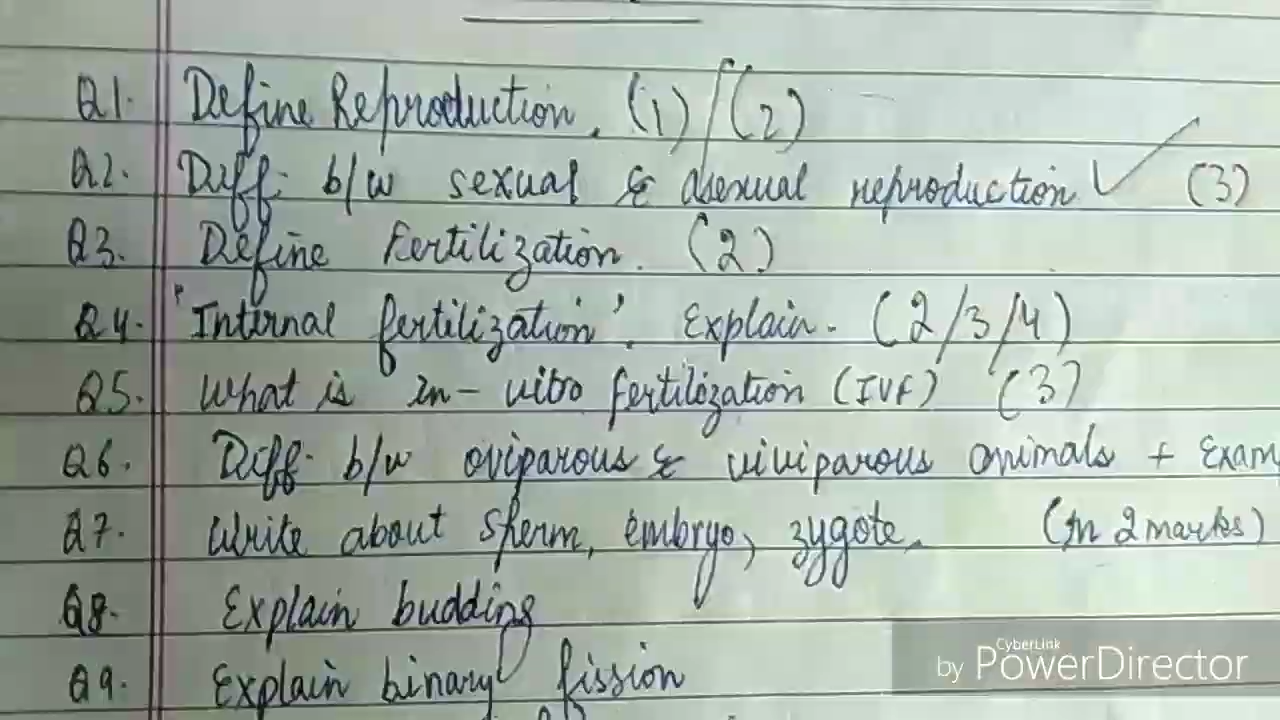 Q1. Define Reproduction. (1)/(2)
Q2. Diff. b/w sexual & asexual reproduction ✓ (3)
Q3. Define Fertilization. (2)
Q4. "Internal fertilization". Explain. (2/3/4)
Q5. What is in-vitro fertilization (IVF) (3)
Q6. Diff. b/w oviparous & viviparous animals + Exam
Q7. Write about sperm, embryo, zygote. (In 2 marks)
Q8. Explain budding
Q9. Explain binary fission
CyberLink
by PowerDirector